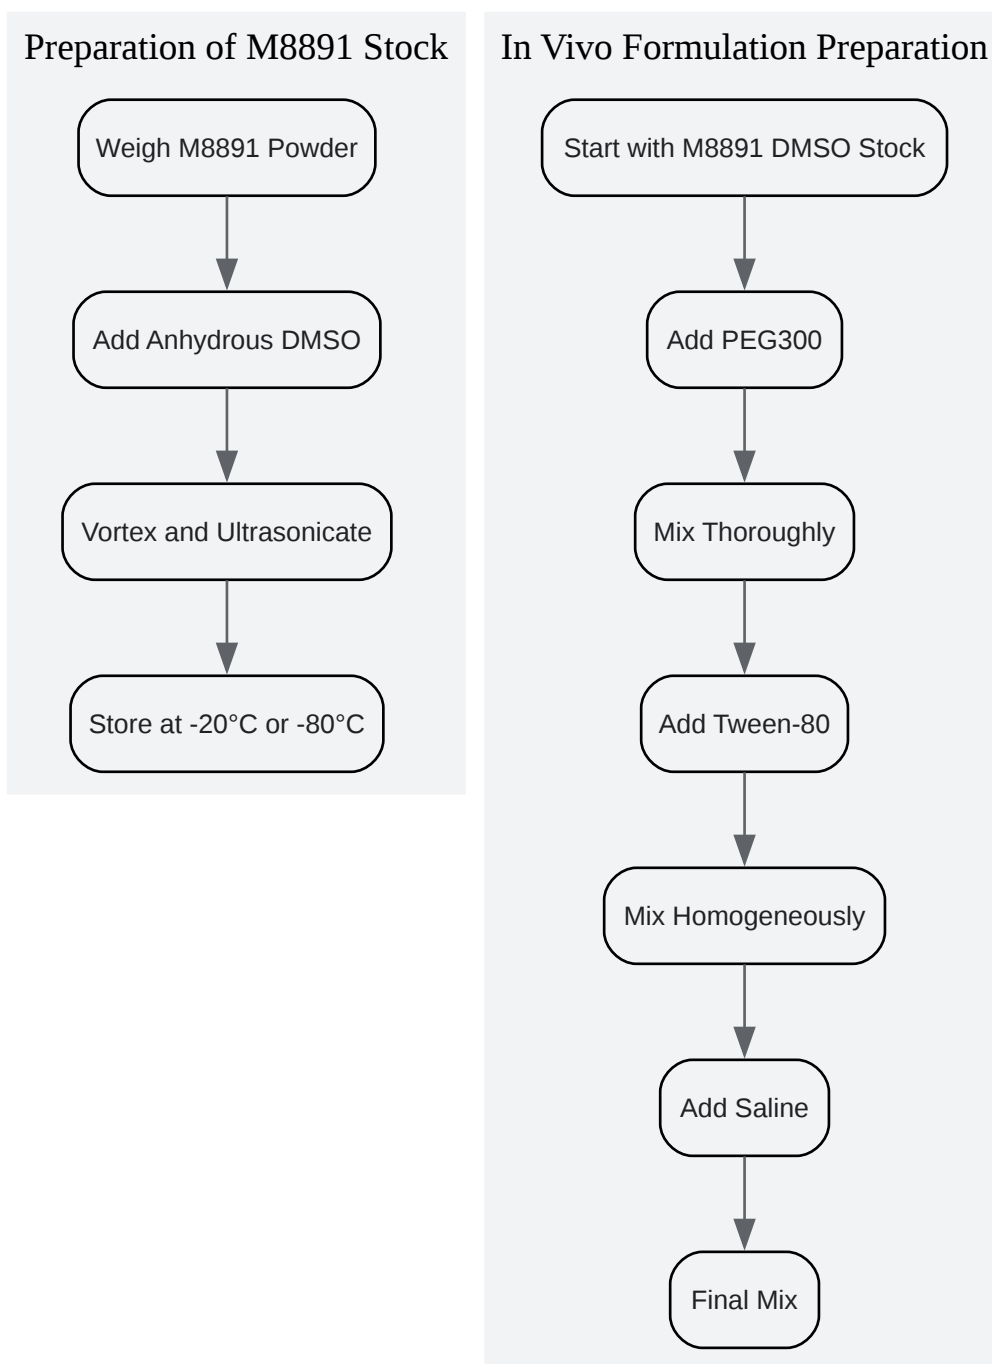 Preparation of M8891 Stock
Weigh M8891 Powder
Add Anhydrous DMSO
Vortex and Ultrasonicate
Store at -20°C or -80°C
In Vivo Formulation Preparation
Start with M8891 DMSO Stock
Add PEG300
Mix Thoroughly
Add Tween-80
Mix Homogeneously
Add Saline
Final Mix